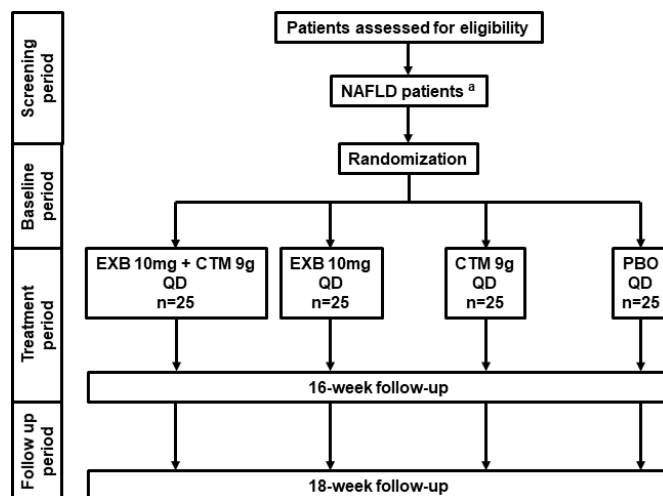 Screening
period
Patients assessed for eligibility
NAFLD patients a
Baseline
period
Randomization
Treatment
period
EXB 10mg + CTM 9g
QD
n=25
EXB 10mg
QD
n=25
CTM 9g
QD
n=25
PBO
QD
n=25
16-week follow-up
Follow up
period
18-week follow-up